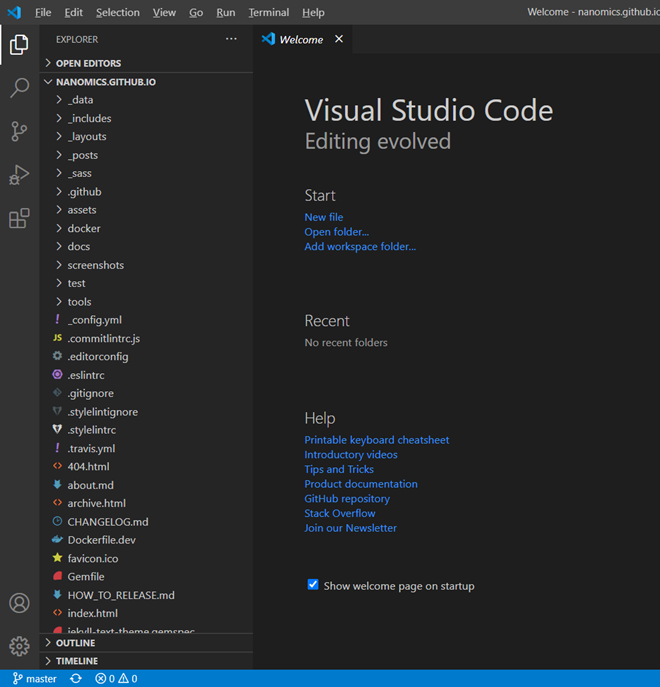 File Edit Selection View Go Run Terminal Help Welcome - nanomics.github.io
EXPLORER
Welcome
OPEN EDITORS
NANOMICS.GITHUB.IO
_data
_includes
_layouts
_posts
_sass
.github
assets
docker
docs
screenshots
test
tools
_config.yml
JS .commitlintrc.js
.editorconfig
.eslintrc
.gitignore
.stylelintignore
.stylelintrc
.travis.yml
404.html
about.md
archive.html
CHANGELOG.md
Dockerfile.dev
favicon.ico
Gemfile
HOW_TO_RELEASE.md
index.html
jekyll-text-theme.gemspec
OUTLINE
TIMELINE
Visual Studio Code
Editing evolved
Start
New file
Open folder...
Add workspace folder...
Recent
No recent folders
Help
Printable keyboard cheatsheet
Introductory videos
Tips and Tricks
Product documentation
GitHub repository
Stack Overflow
Join our Newsletter
Show welcome page on startup
master 0 0